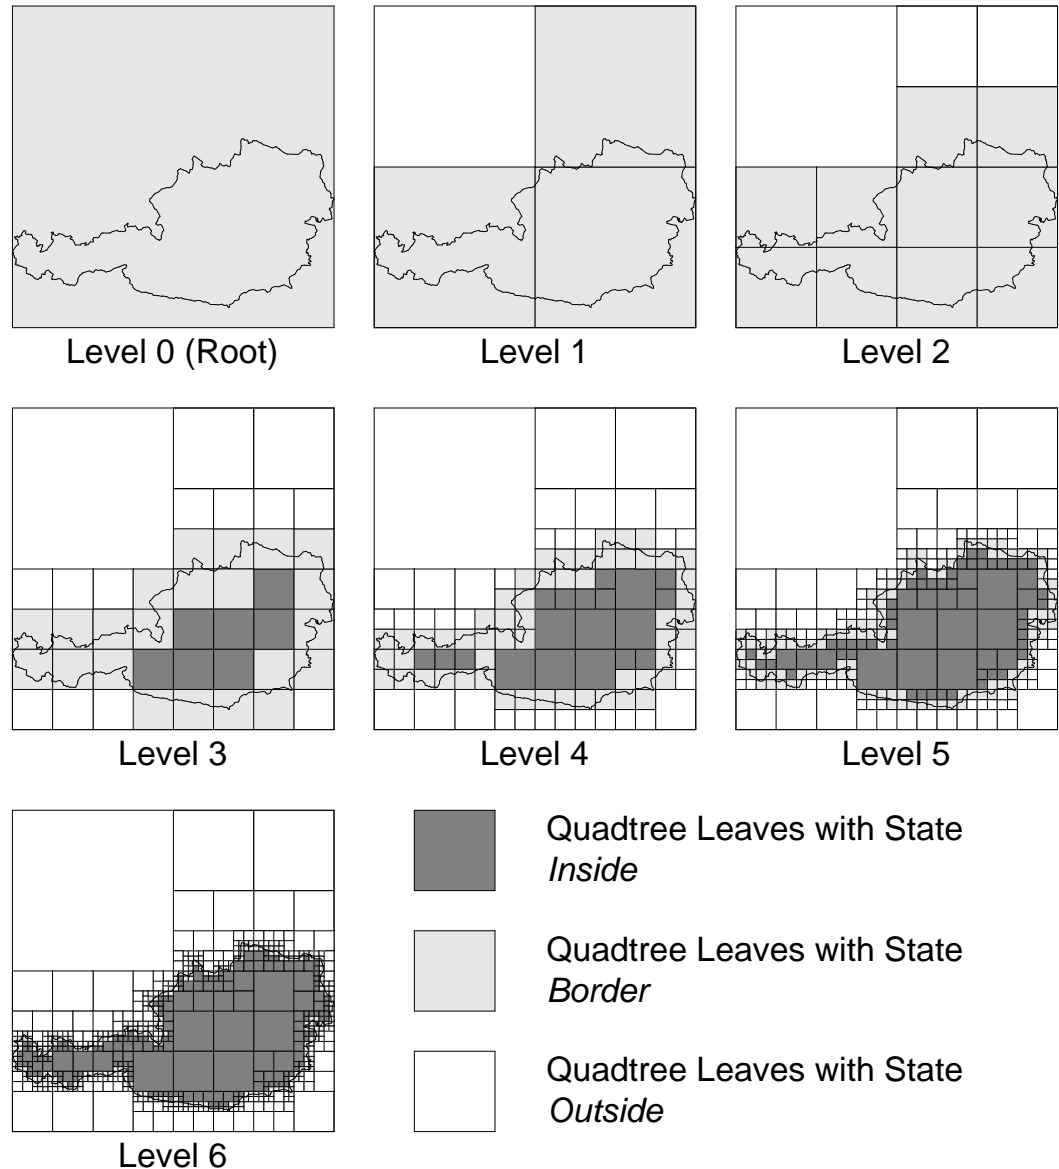 Level 0 (Root)
Level 1
Level 2
Level 3
Level 4
Level 5
Level 6
Quadtree Leaves with State
Inside
Quadtree Leaves with State
Border
Quadtree Leaves with State
Outside